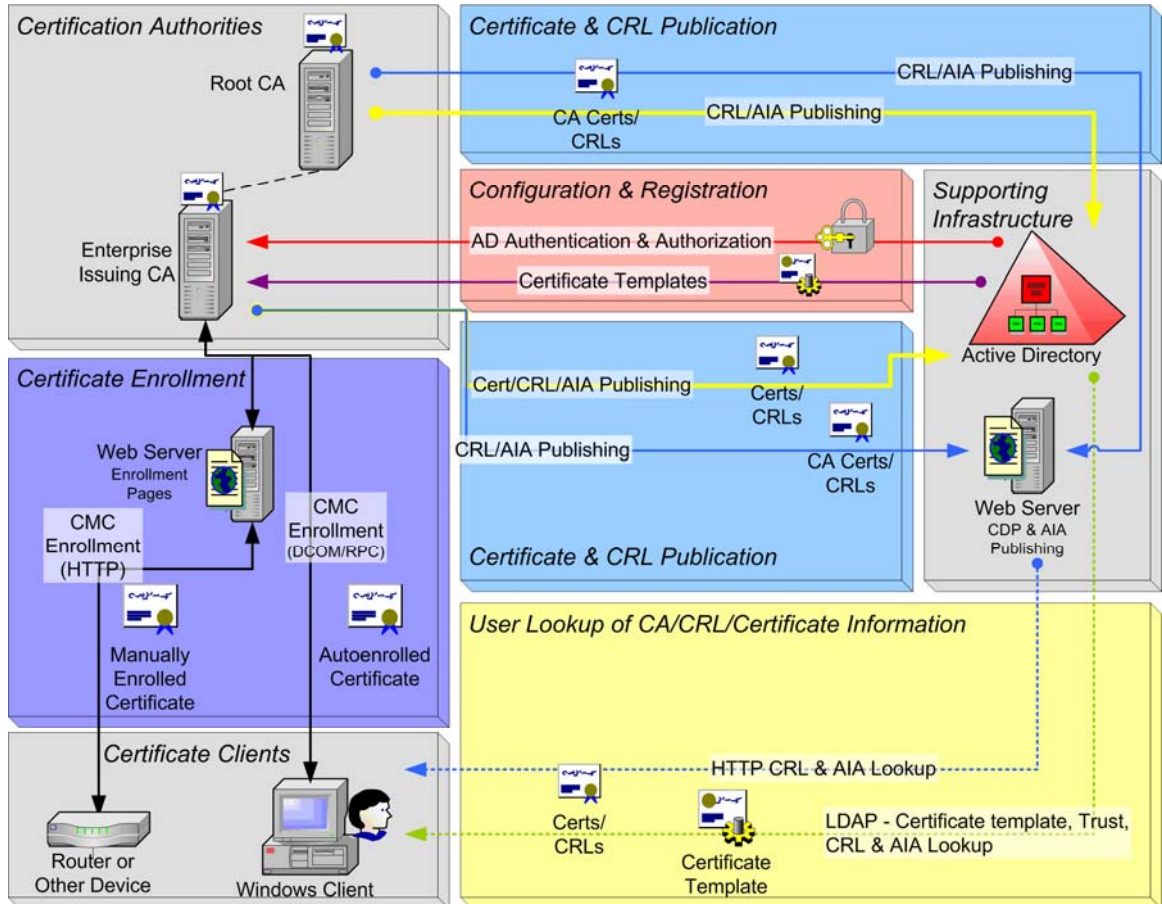 Certification Authorities
Root CA
Enterprise
Issuing CA
Certificate & CRL Publication
CRL/AIA Publishing
CRL/AIA Publishing
CA Certs/
CRLs
Configuration & Registration
AD Authentication & Authorization
Certificate Templates
Supporting
Infrastructure
Active Directory
Web Server
CDP & AIA
Publishing
Cert/CRL/AIA Publishing
Certs/
CRLs
CRL/AIA Publishing
CA Certs/
CRLs
Certificate & CRL Publication
Certificate Enrollment
Web Server
Enrollment
Pages
CMC
Enrollment
(HTTP)
CMC
Enrollment
(DCOM/RPC)
Manually
Enrolled
Certificate
Autoenrolled
Certificate
User Lookup of CA/CRL/Certificate Information
HTTP CRL & AIA Lookup
Certs/
CRLs
Certificate
Template
LDAP - Certificate template, Trust,
CRL & AIA Lookup
Certificate Clients
Router or
Other Device
Windows Client